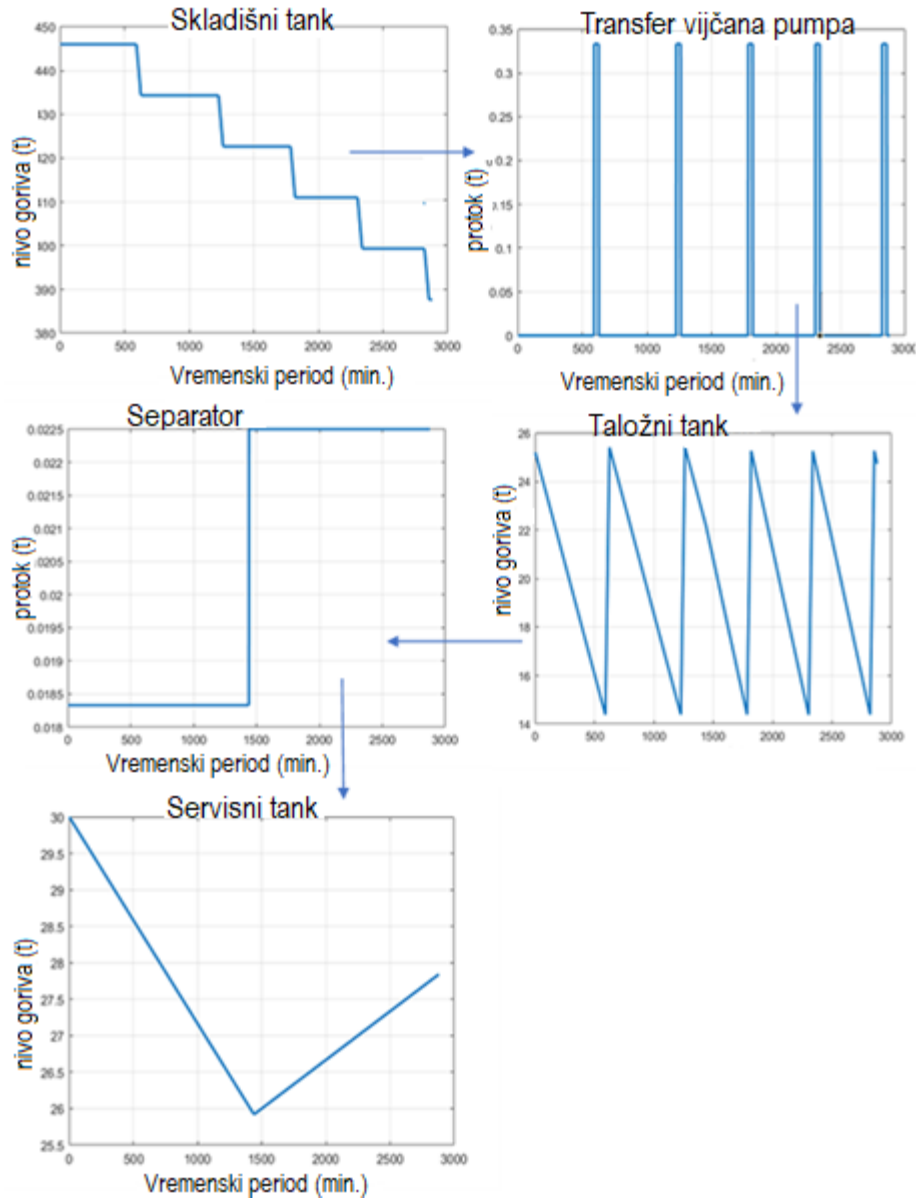 Skladišni tank
nivo goriva (t)
450
440
430
420
410
400
390
380
0 500 1000 1500 2000 2500 3000
Vremenski period (min.)
Transfer vijčana pumpa
protok (t)
0.35
0.3
0.25
0.2
0.15
0.1
0.05
0
0 500 1000 1500 2000 2500 3000
Vremenski period (min.)
Separator
protok (t)
0.0225
0.022
0.0215
0.021
0.0205
0.02
0.0195
0.019
0.0185
0.018
0 500 1000 1500 2000 2500 3000
Vremenski period (min.)
Taložni tank
nivo goriva (t)
26
24
22
20
18
16
14
0 500 1000 1500 2000 2500 3000
Vremenski period (min.)
Servisni tank
nivo goriva (t)
30
29.5
29
28.5
28
27.5
27
26.5
26
25.5
0 500 1000 1500 2000 2500 3000
Vremenski period (min.)